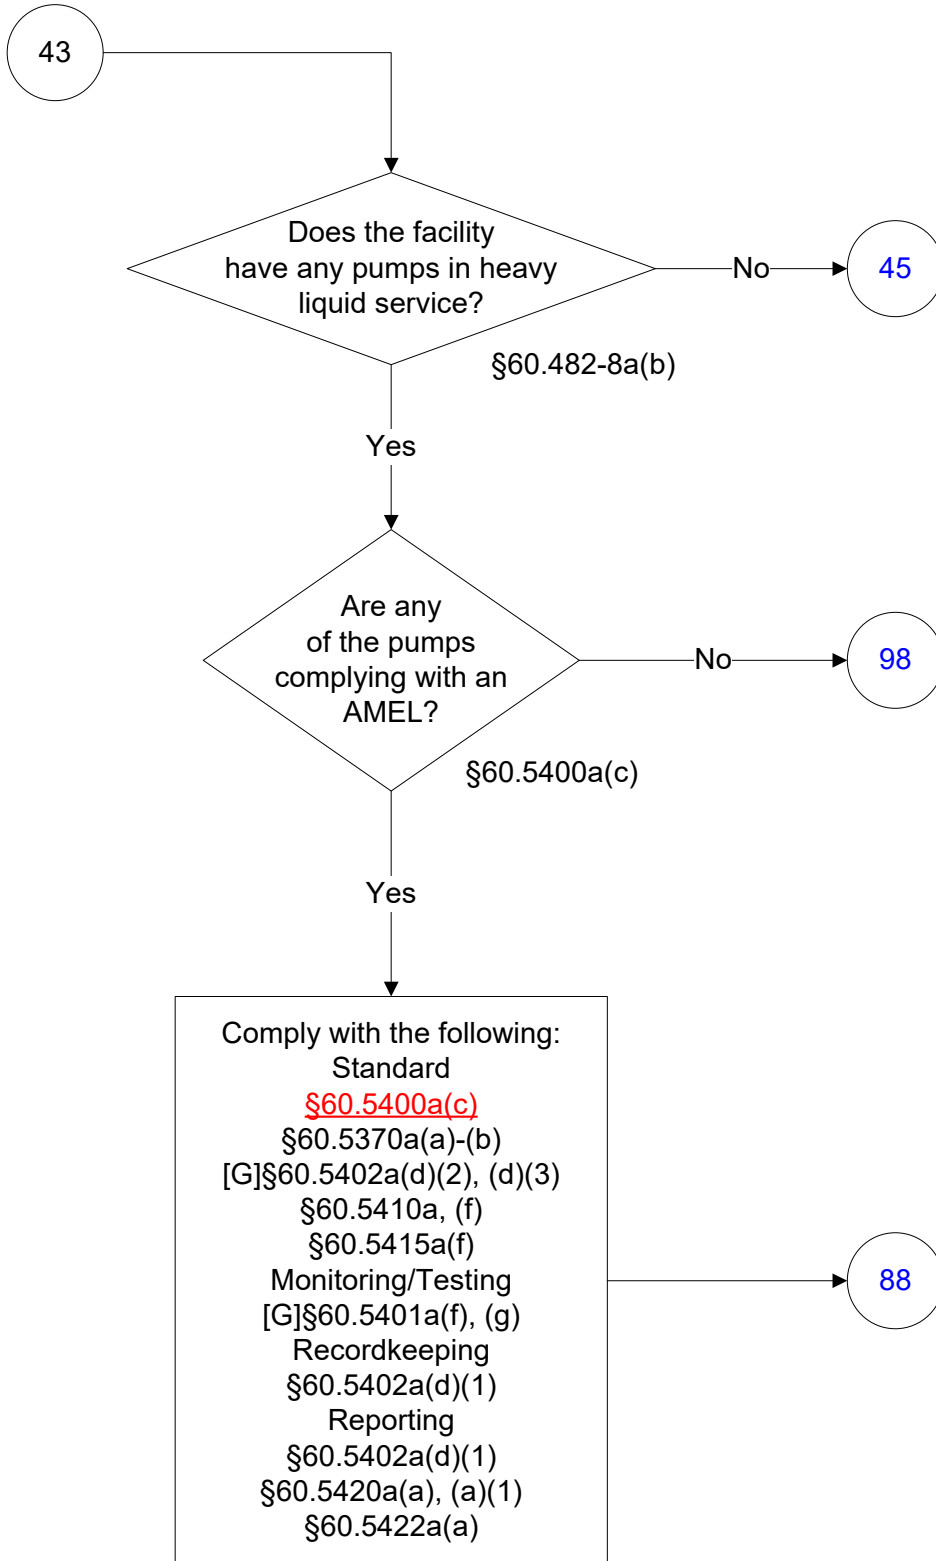 43
Does the facility
have any pumps in heavy
liquid service?
No
45
§60.482-8a(b)
Yes
Are any
of the pumps
complying with an
AMEL?
No
98
§60.5400a(c)
Yes
Comply with the following:
Standard
§60.5400a(c)
§60.5370a(a)-(b)
[G]§60.5402a(d)(2), (d)(3)
§60.5410a, (f)
§60.5415a(f)
Monitoring/Testing
[G]§60.5401a(f), (g)
Recordkeeping
§60.5402a(d)(1)
Reporting
§60.5402a(d)(1)
§60.5420a(a), (a)(1)
§60.5422a(a)
88